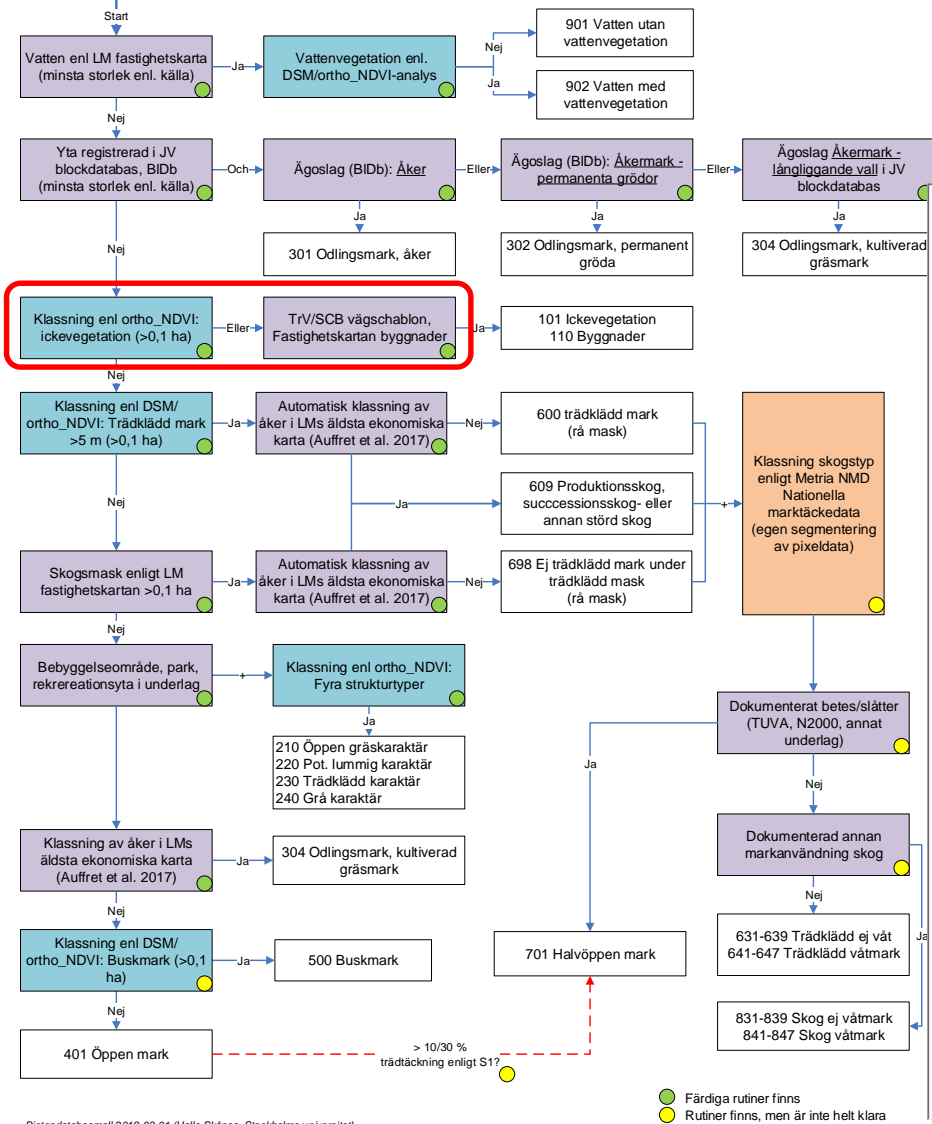 Start
Vatten enl LM fastighetskarta
(minsta storlek enl. källa)
Ja
Vattenvegetation enl.
DSM/ortho_NDVI-analys
Nej
901 Vatten utan
vattenvegetation
Ja
902 Vatten med
vattenvegetation
Nej
Yta registrerad i JV
blockdatabas, BlDb
(minsta storlek enl. källa)
Och
Ägoslag (BlDb): Åker
Eller
Ägoslag (BlDb): Åkermark -
permanenta grödor
Eller
Ägoslag Åkermark -
långliggande vall i JV
blockdatabas
Ja
Ja
Ja
301 Odlingsmark, åker
302 Odlingsmark, permanent
gröda
304 Odlingsmark, kultiverad
gräsmark
Nej
Klassning enl ortho_NDVI:
ickevegetation (>0,1 ha)
Eller
TrV/SCB vägschablon,
Fastighetskartan byggnader
Ja
101 Ickevegetation
110 Byggnader
Nej
Klassning enl DSM/
ortho_NDVI: Trädklädd mark
>5 m (>0,1 ha)
Ja
Automatisk klassning av
åker i LMs äldsta ekonomiska
karta (Auffret et al. 2017)
Nej
600 trädklädd mark
(rå mask)
Nej
Ja
609 Produktionsskog,
succcessionsskog- eller
annan störd skog
+
Klassning skogstyp
enligt Metria NMD
Nationella
marktäckedata
(egen segmentering
av pixeldata)
Skogsmask enligt LM
fastighetskartan >0,1 ha
Ja
Automatisk klassning av
åker i LMs äldsta ekonomiska
karta (Auffret et al. 2017)
Nej
698 Ej trädklädd mark under
trädklädd mask
(rå mask)
Nej
Bebyggelseområde, park,
rekrereationsyta i underlag
+
Klassning enl ortho_NDVI:
Fyra strukturtyper
Ja
210 Öppen gräskaraktär
220 Pot. lummig karaktär
230 Trädklädd karaktär
240 Grå karaktär
Dokumenterat betes/slåtter
(TUVA, N2000, annat
underlag)
Ja
Nej
Klassning av åker i LMs
äldsta ekonomiska karta
(Auffret et al. 2017)
Ja
304 Odlingsmark, kultiverad
gräsmark
Dokumenterad annan
markanvändning skog
Nej
Ja
Nej
Klassning enl DSM/
ortho_NDVI: Buskmark (>0,1
ha)
Ja
500 Buskmark
701 Halvöppen mark
631-639 Trädklädd ej våt
641-647 Trädklädd våtmark
Nej
831-839 Skog ej våtmark
841-847 Skog våtmark
401 Öppen mark
> 10/30 %
trädtäckning enligt S1?
Färdiga rutiner finns
Rutiner finns, men är inte helt klara